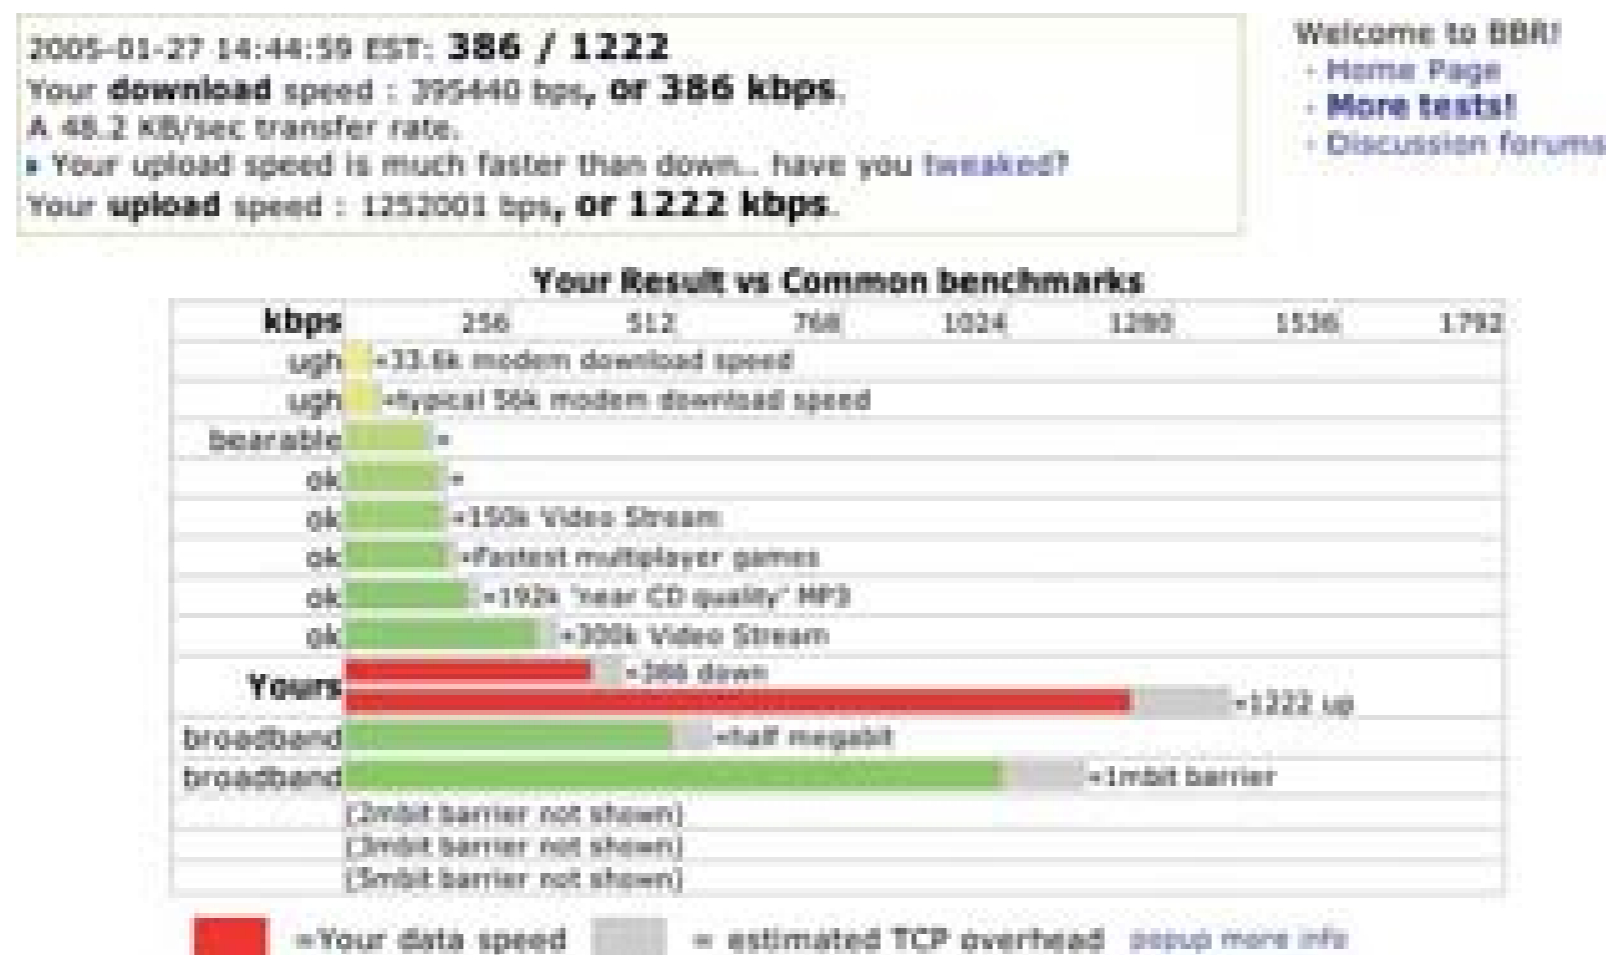 2005-01-27 14:44:59 EST: 386 / 1222
Your download speed : 395440 bps, or 386 kbps.
A 48.2 KB/sec transfer rate.
Your upload speed is much faster than down.. have you tweaked?
Your upload speed : 1252001 bps, or 1222 kbps.
Welcome to BBR!
- Home Page
- More tests!
- Discussion forums
Your Result vs Common benchmarks
kbps 256 512 768 1024 1280 1536 1792
ugh =33.6k modem download speed
ugh =typical 56k modem download speed
bearable =
ok =
ok =150k Video Stream
ok =Fastest multiplayer games
ok =192k 'near CD quality' MP3
ok =300k Video Stream
Yours =386 down
=1222 up
broadband =half megabit
broadband =1mbit barrier
(2mbit barrier not shown)
(3mbit barrier not shown)
(5mbit barrier not shown)
=Your data speed = estimated TCP overhead popup more info